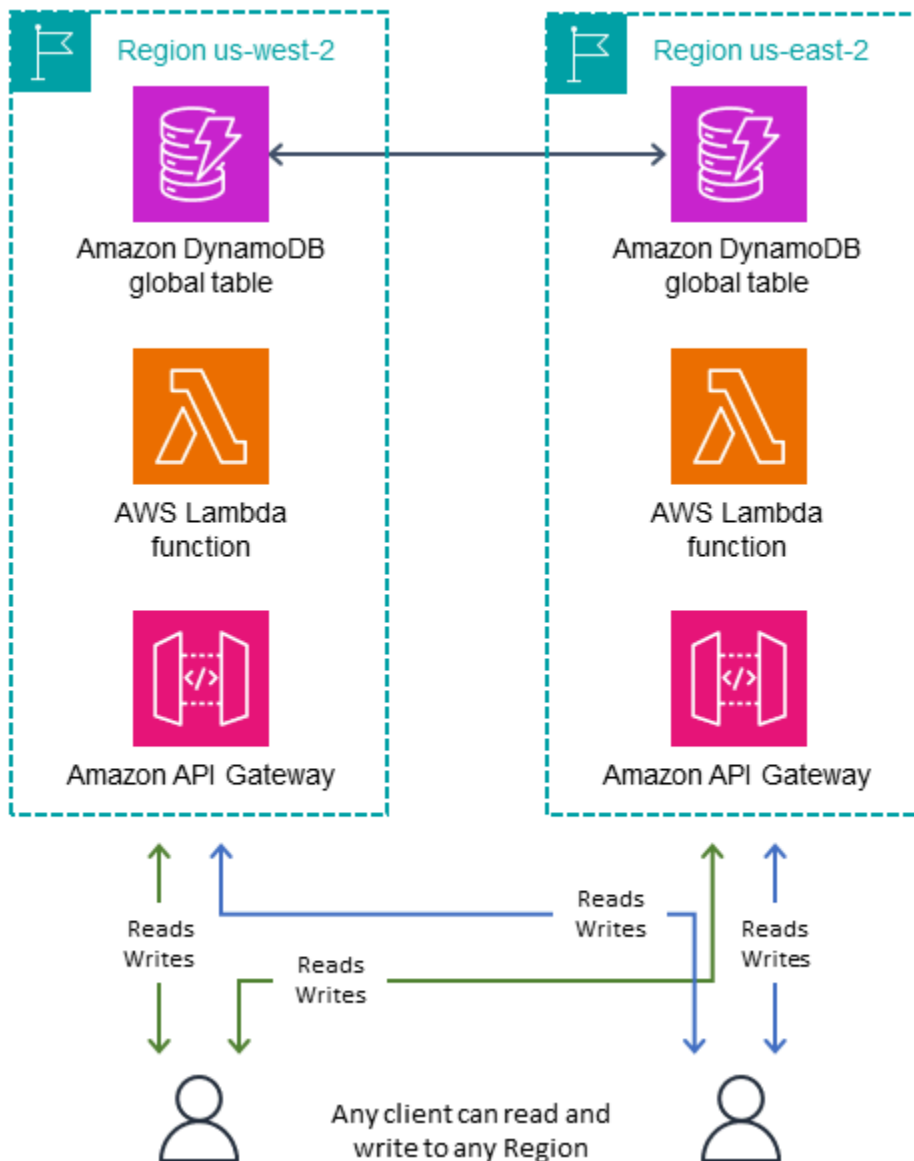 Region us-west-2
Region us-east-2
Amazon DynamoDB
global table
Amazon DynamoDB
global table
AWS Lambda
function
AWS Lambda
function
</>
Amazon API Gateway
</>
Amazon API Gateway
Reads
Writes
Reads
Writes
Reads
Writes
Reads
Writes
Any client can read and
write to any Region